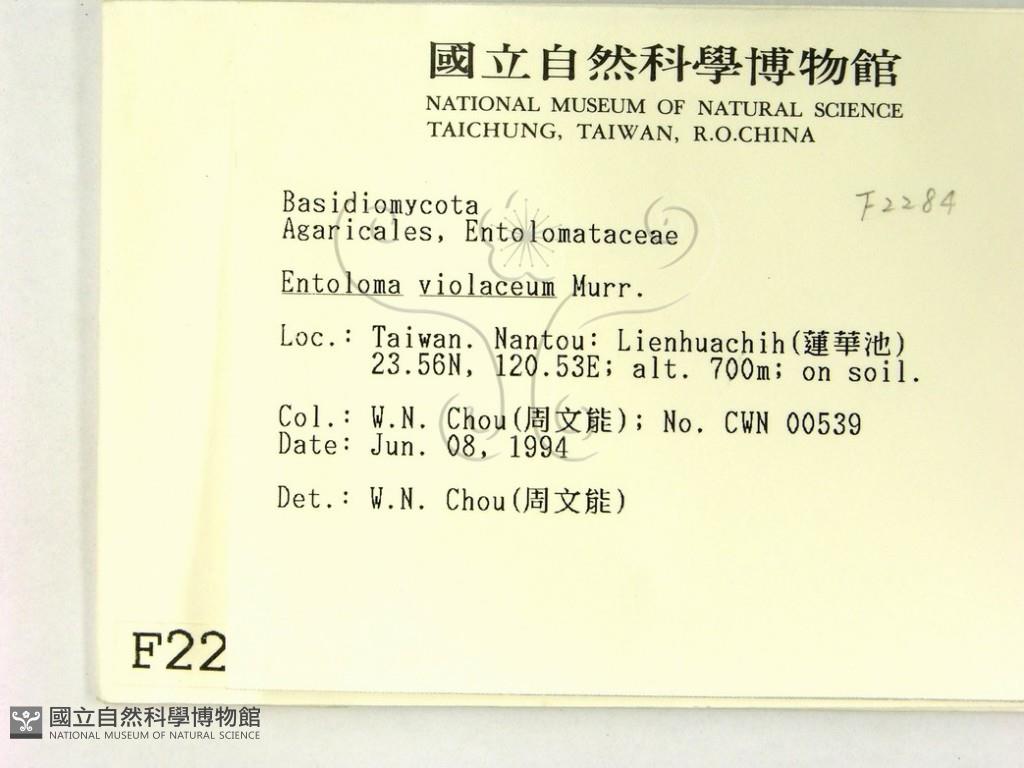 國立自然科學博物館
NATIONAL MUSEUM OF NATURAL SCIENCE
TAICHUNG, TAIWAN, R.O.CHINA
F2284
Basidiomycota
Agaricales, Entolomataceae
Entoloma violaceum Murr.
Loc.: Taiwan. Nantou: Lienhuachih(蓮華池)
23.56N, 120.53E; alt. 700m; on soil.
Col.: W.N. Chou(周文能); No. CWN 00539
Date: Jun. 08, 1994
Det.: W.N. Chou(周文能)
F22
國立自然科學博物館
NATIONAL MUSEUM OF NATURAL SCIENCE